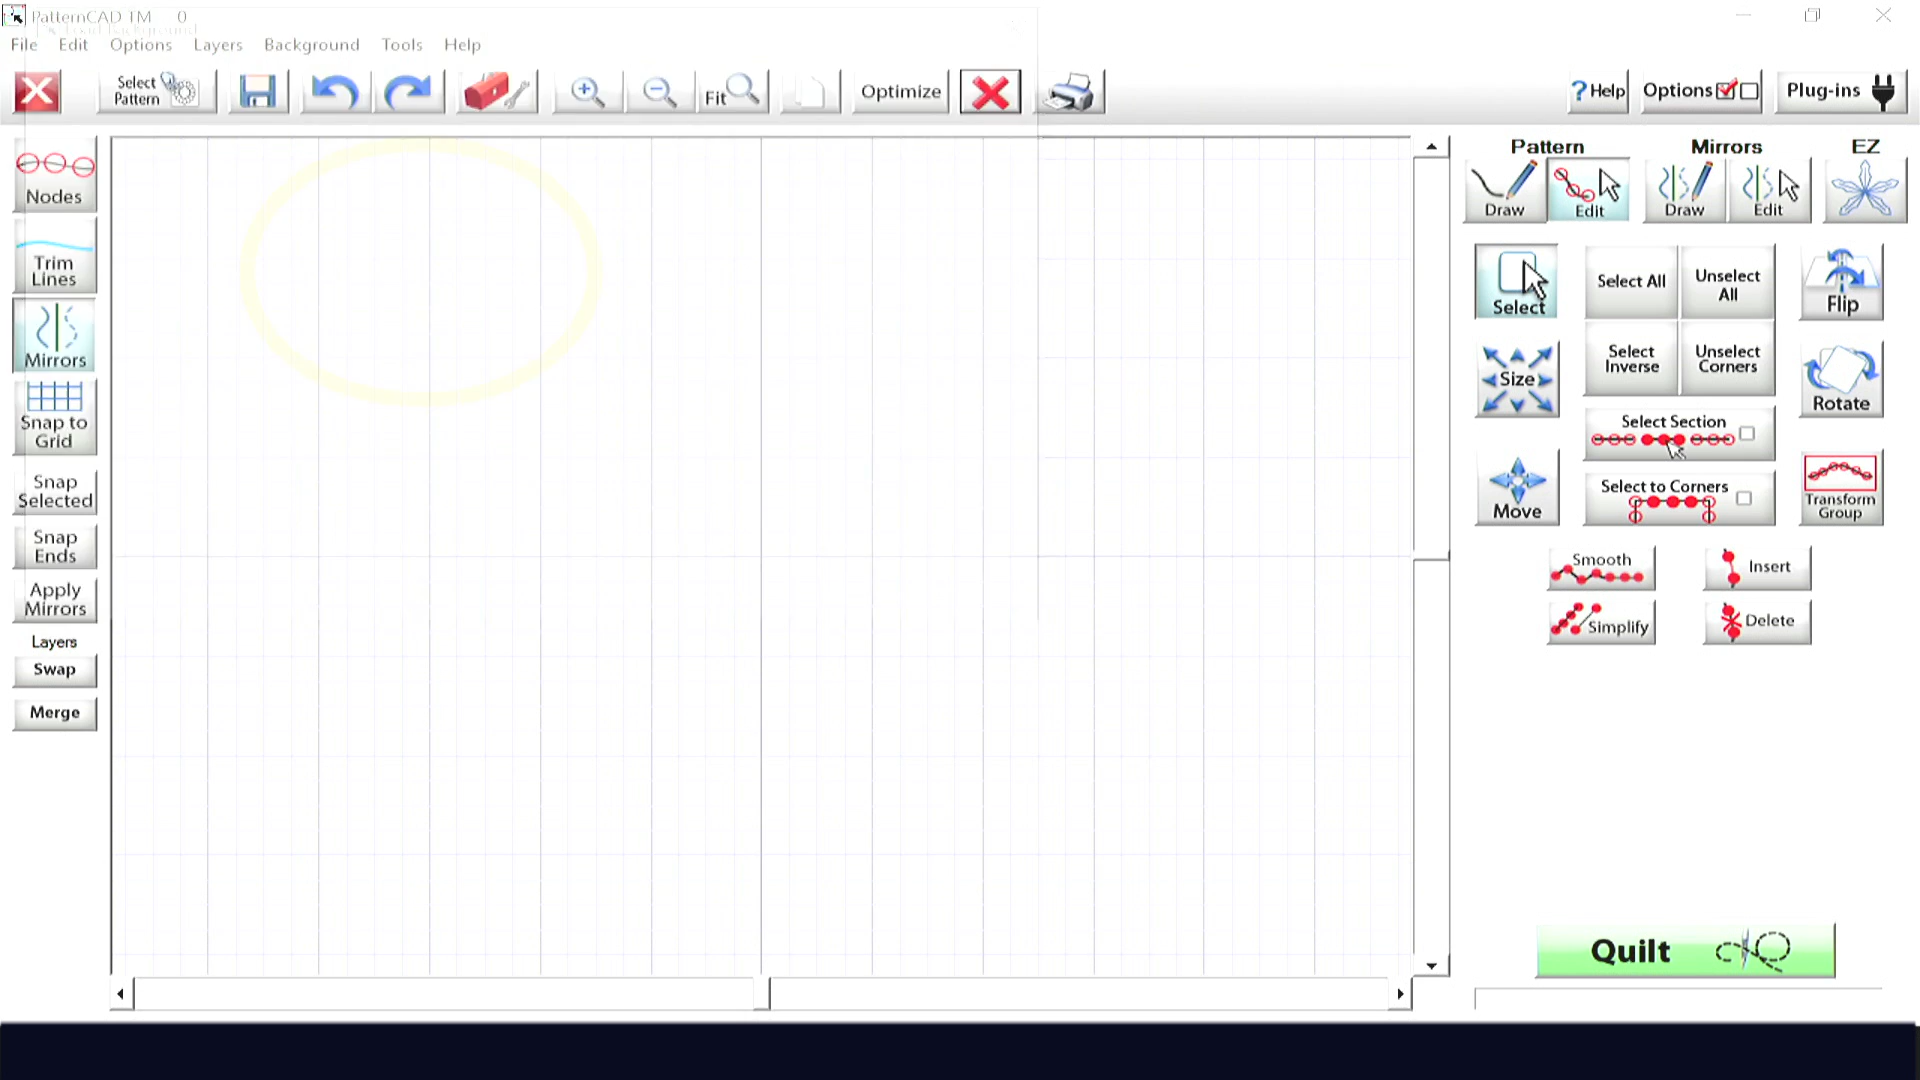 PatternCAD TM 0
Load Background
File Edit Options Layers Background Tools Help
Select Pattern
Fit
Optimize
?Help
Options
Plug-ins
Nodes
Trim
Lines
Mirrors
Snap to
Grid
Snap
Selected
Snap
Ends
Apply
Mirrors
Layers
Swap
Merge
Pattern
Mirrors
EZ
Draw
Edit
Draw
Edit
Select
Select All
Unselect
All
Flip
Size
Select
Inverse
Unselect
Corners
Rotate
Select Section
Move
Select to Corners
Transform
Group
Smooth
Insert
Simplify
Delete
Quilt